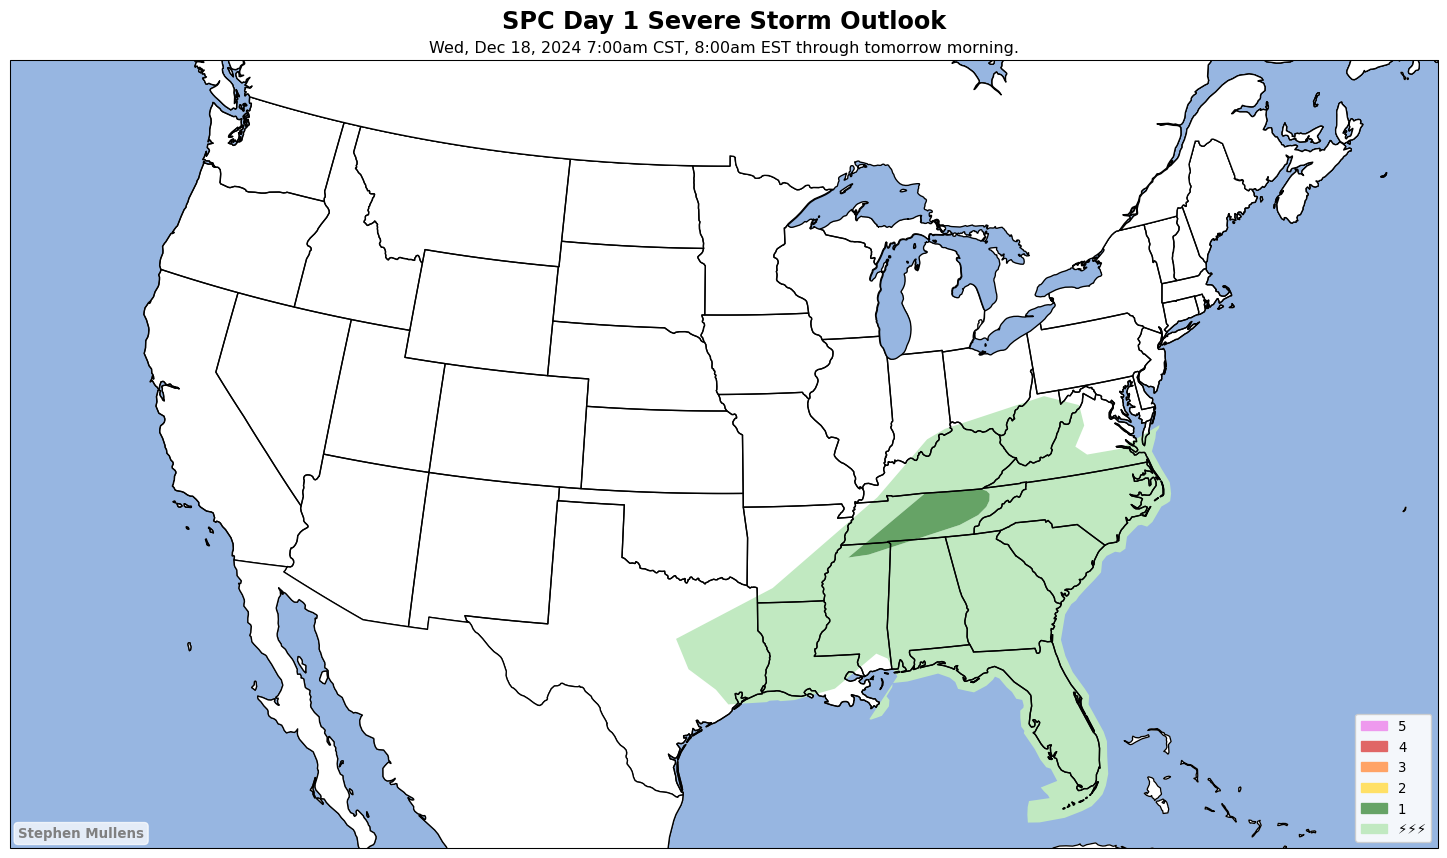 SPC Day 1 Severe Storm Outlook
Wed, Dec 18, 2024 7:00am CST, 8:00am EST through tomorrow morning.
5
4
3
2
1
⚡⚡⚡
Stephen Mullens